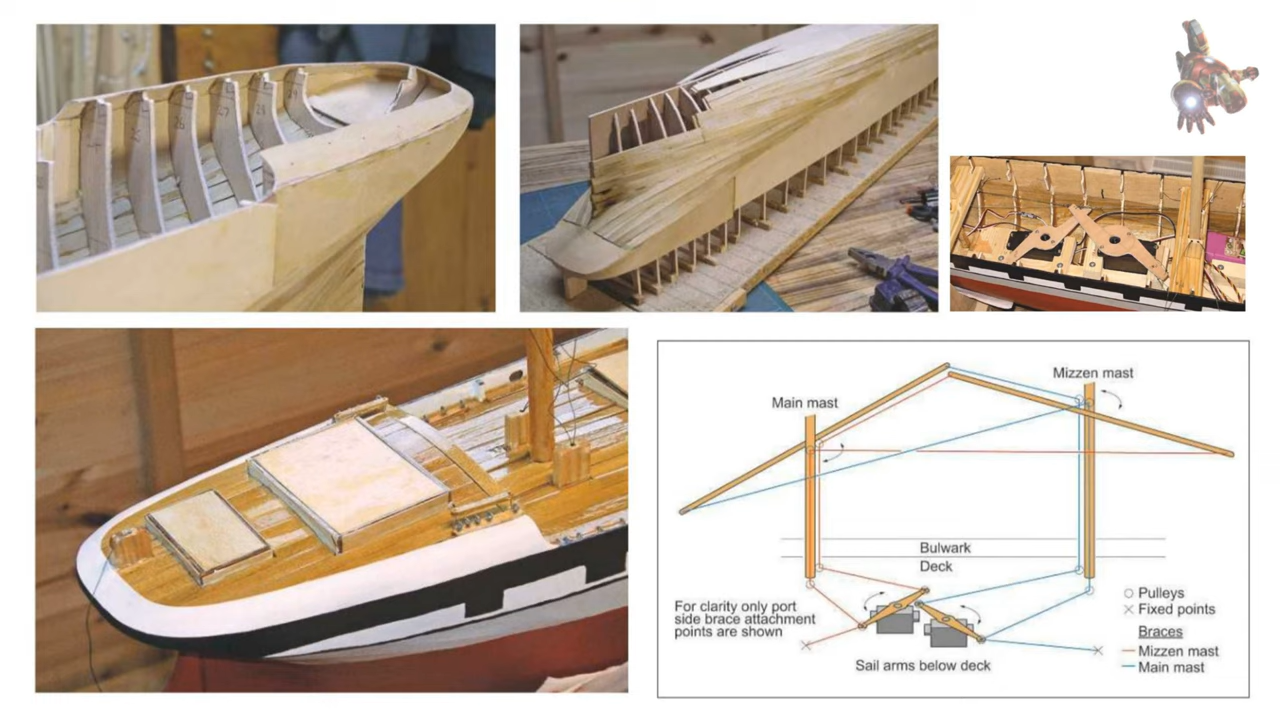 Mizzen mast
Main mast
Bulwark
Deck
For clarity only port
side brace attachment
points are shown
Sail arms below deck
Pulleys
Fixed points
Braces
Mizzen mast
Main mast